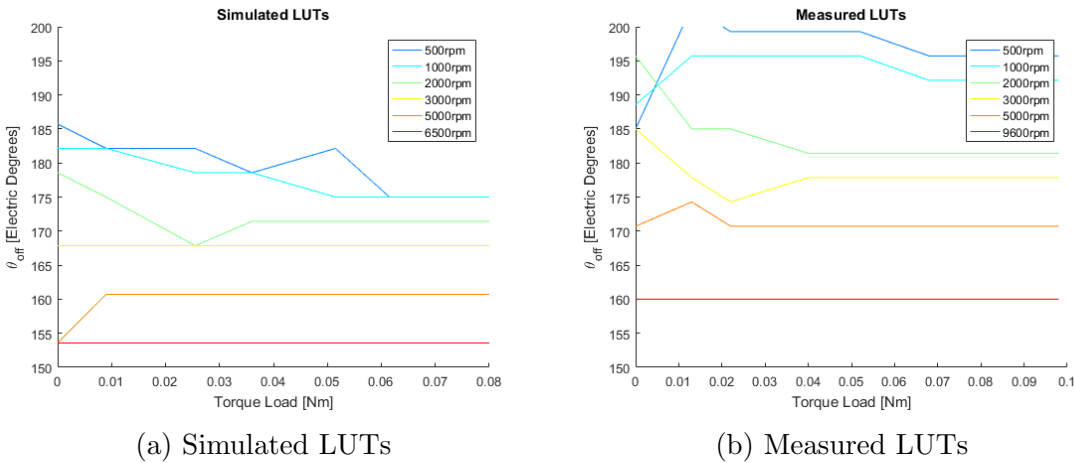 Simulated LUTs
200
195
190
185
180
175
170
165
160
155
150
θoff [Electric Degrees]
0 0.01 0.02 0.03 0.04 0.05 0.06 0.07 0.08
Torque Load [Nm]
500rpm
1000rpm
2000rpm
3000rpm
5000rpm
6500rpm
(a) Simulated LUTs
Measured LUTs
200
195
190
185
180
175
170
165
160
155
150
θoff [Electric Degrees]
0 0.01 0.02 0.03 0.04 0.05 0.06 0.07 0.08 0.09 0.1
Torque Load [Nm]
500rpm
1000rpm
2000rpm
3000rpm
5000rpm
9600rpm
(b) Measured LUTs